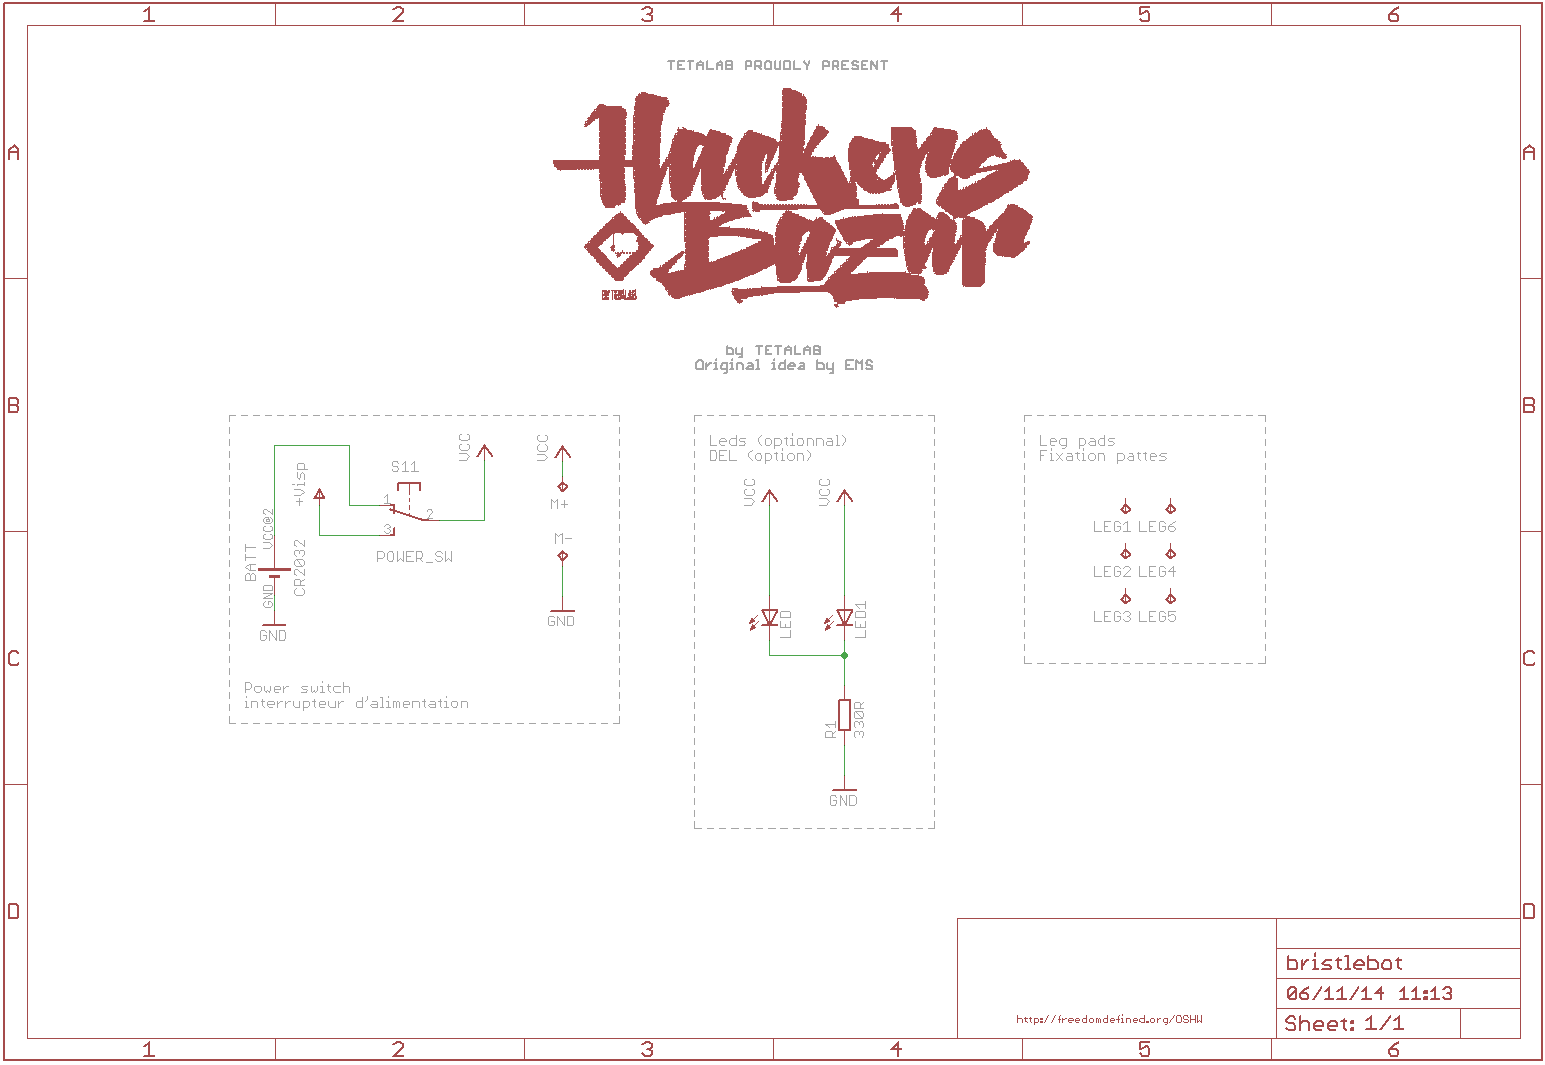 1 2 3 4 5 6
TETALAB PROUDLY PRESENT
Hackers
Bazar
BY TETALAB
A A
by TETALAB
Original idea by EMS
B B
VCC
VCC
+Visp
S11
1
2
3
M+
M-
VCC@2
BATT
CR2032
GND
GND
POWER_SW
GND
Power switch
interrupteur d'alimentation
Leds (optionnal)
DEL (option)
VCC
VCC
LED
LED1
R1
330R
GND
Leg pads
Fixation pattes
LEG1 LEG6
LEG2 LEG4
LEG3 LEG5
C C
D D
bristlebot
06/11/14 11:13
http://freedomdefined.org/OSHW
Sheet: 1/1
1 2 3 4 5 6